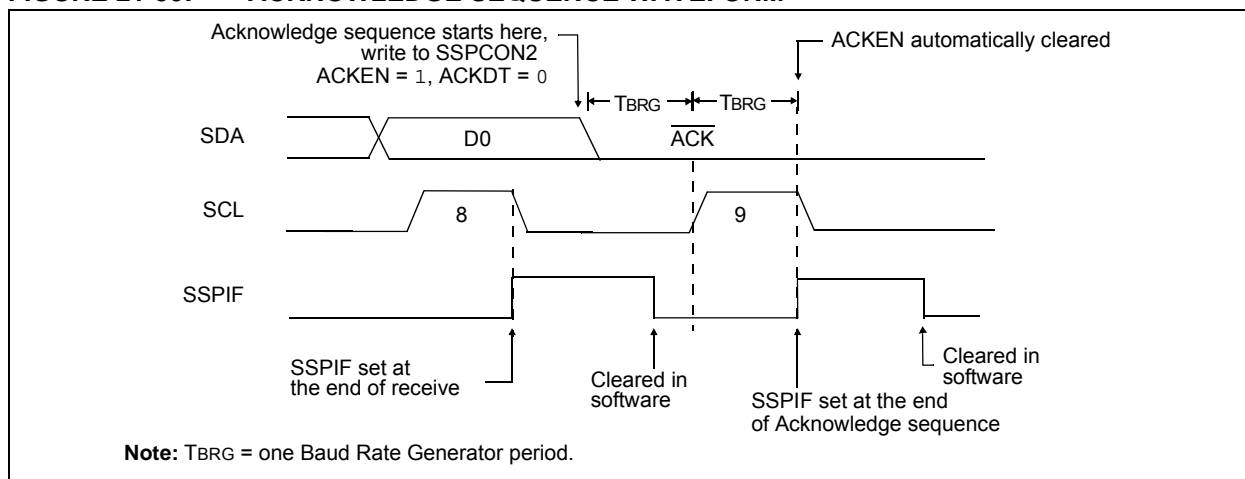 Acknowledge sequence starts here,
write to SSPCON2
ACKEN = 1, ACKDT = 0
ACKEN automatically cleared
TBRG
TBRG
SDA
D0
ACK
SCL
8
9
SSPIF
SSPIF set at
the end of receive
Cleared in
software
SSPIF set at the end
of Acknowledge sequence
Cleared in
software
Note: TBRG = one Baud Rate Generator period.